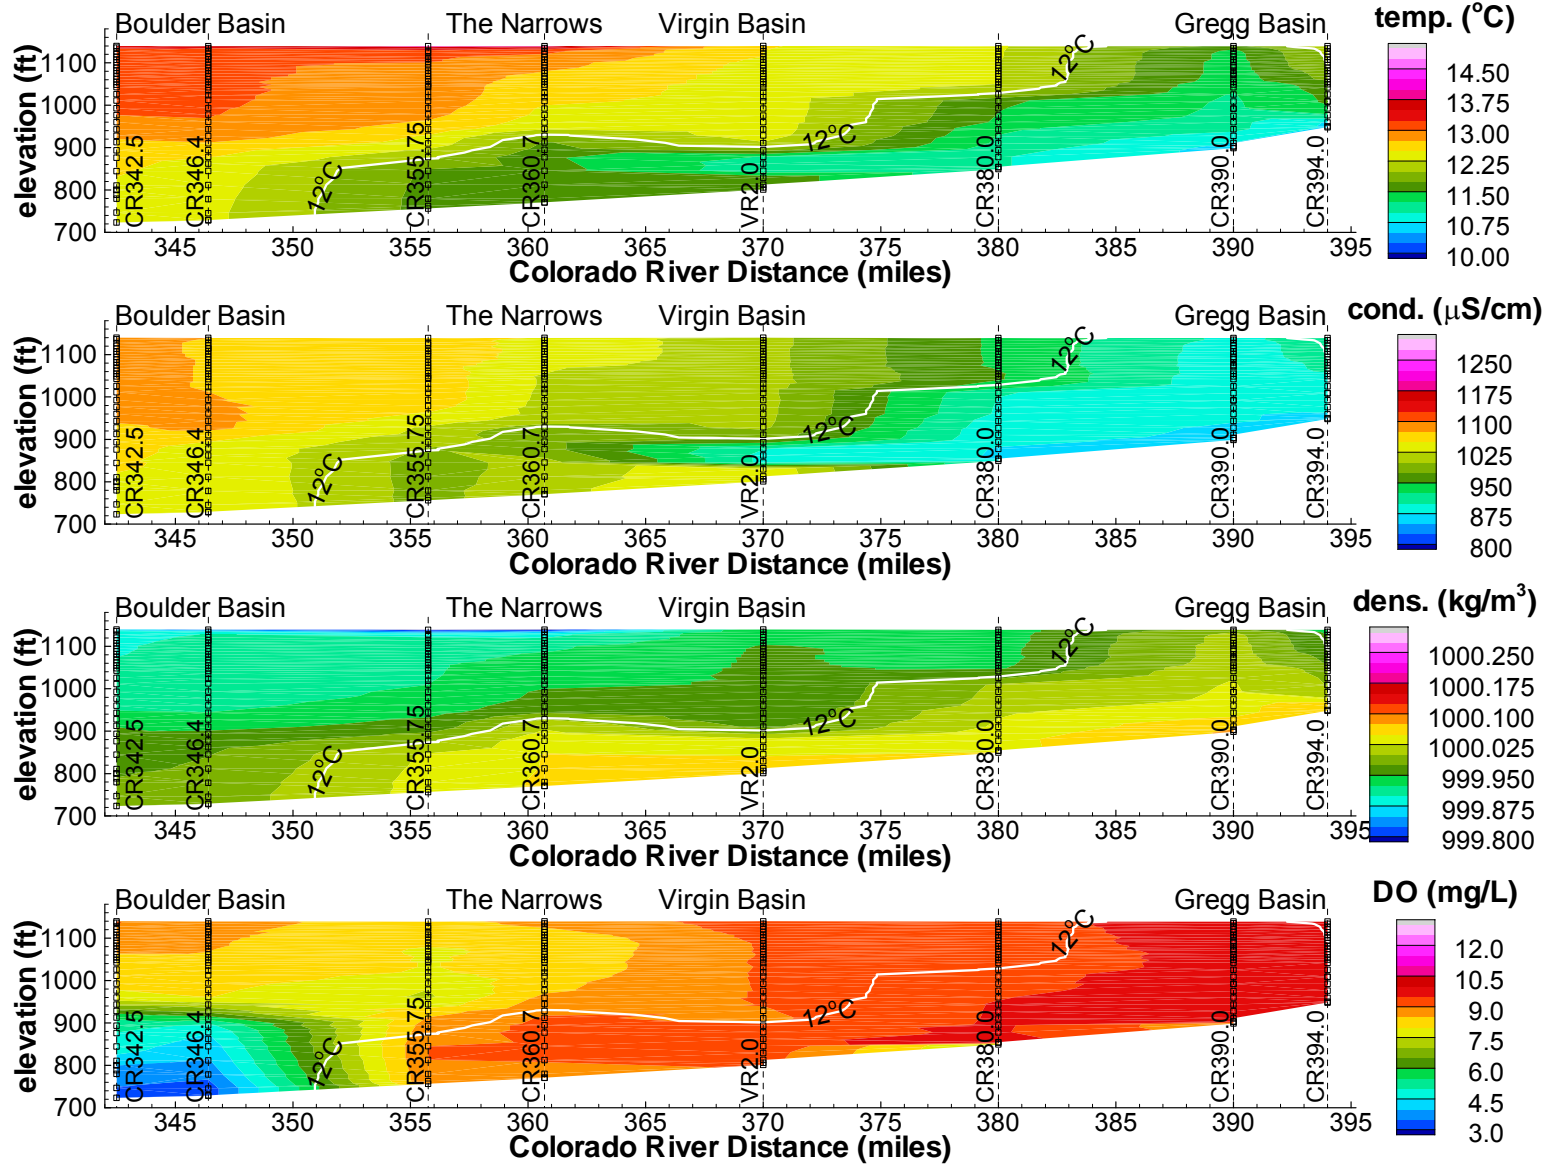 Boulder Basin The Narrows Virgin Basin Gregg Basin temp. (°C)
elevation (ft)
1100
1000
900
800
700
CR342.5 CR346.4 12°C CR355.75 CR360.7 VR2.0 12°C CR380.0 12°C CR390.0 CR394.0
14.50
13.75
13.00
12.25
11.50
10.75
10.00
345 350 355 360 365 370 375 380 385 390 395
Colorado River Distance (miles)
Boulder Basin The Narrows Virgin Basin Gregg Basin cond. (μS/cm)
elevation (ft)
1100
1000
900
800
700
CR342.5 CR346.4 12°C CR355.75 CR360.7 VR2.0 12°C CR380.0 12°C CR390.0 CR394.0
1250
1175
1100
1025
950
875
800
345 350 355 360 365 370 375 380 385 390 395
Colorado River Distance (miles)
Boulder Basin The Narrows Virgin Basin Gregg Basin dens. (kg/m³)
elevation (ft)
1100
1000
900
800
700
CR342.5 CR346.4 12°C CR355.75 CR360.7 VR2.0 12°C CR380.0 12°C CR390.0 CR394.0
1000.250
1000.175
1000.100
1000.025
999.950
999.875
999.800
345 350 355 360 365 370 375 380 385 390 395
Colorado River Distance (miles)
Boulder Basin The Narrows Virgin Basin Gregg Basin DO (mg/L)
elevation (ft)
1100
1000
900
800
700
CR342.5 CR346.4 12°C CR355.75 CR360.7 VR2.0 12°C CR380.0 12°C CR390.0 CR394.0
12.0
10.5
9.0
7.5
6.0
4.5
3.0
345 350 355 360 365 370 375 380 385 390 395
Colorado River Distance (miles)